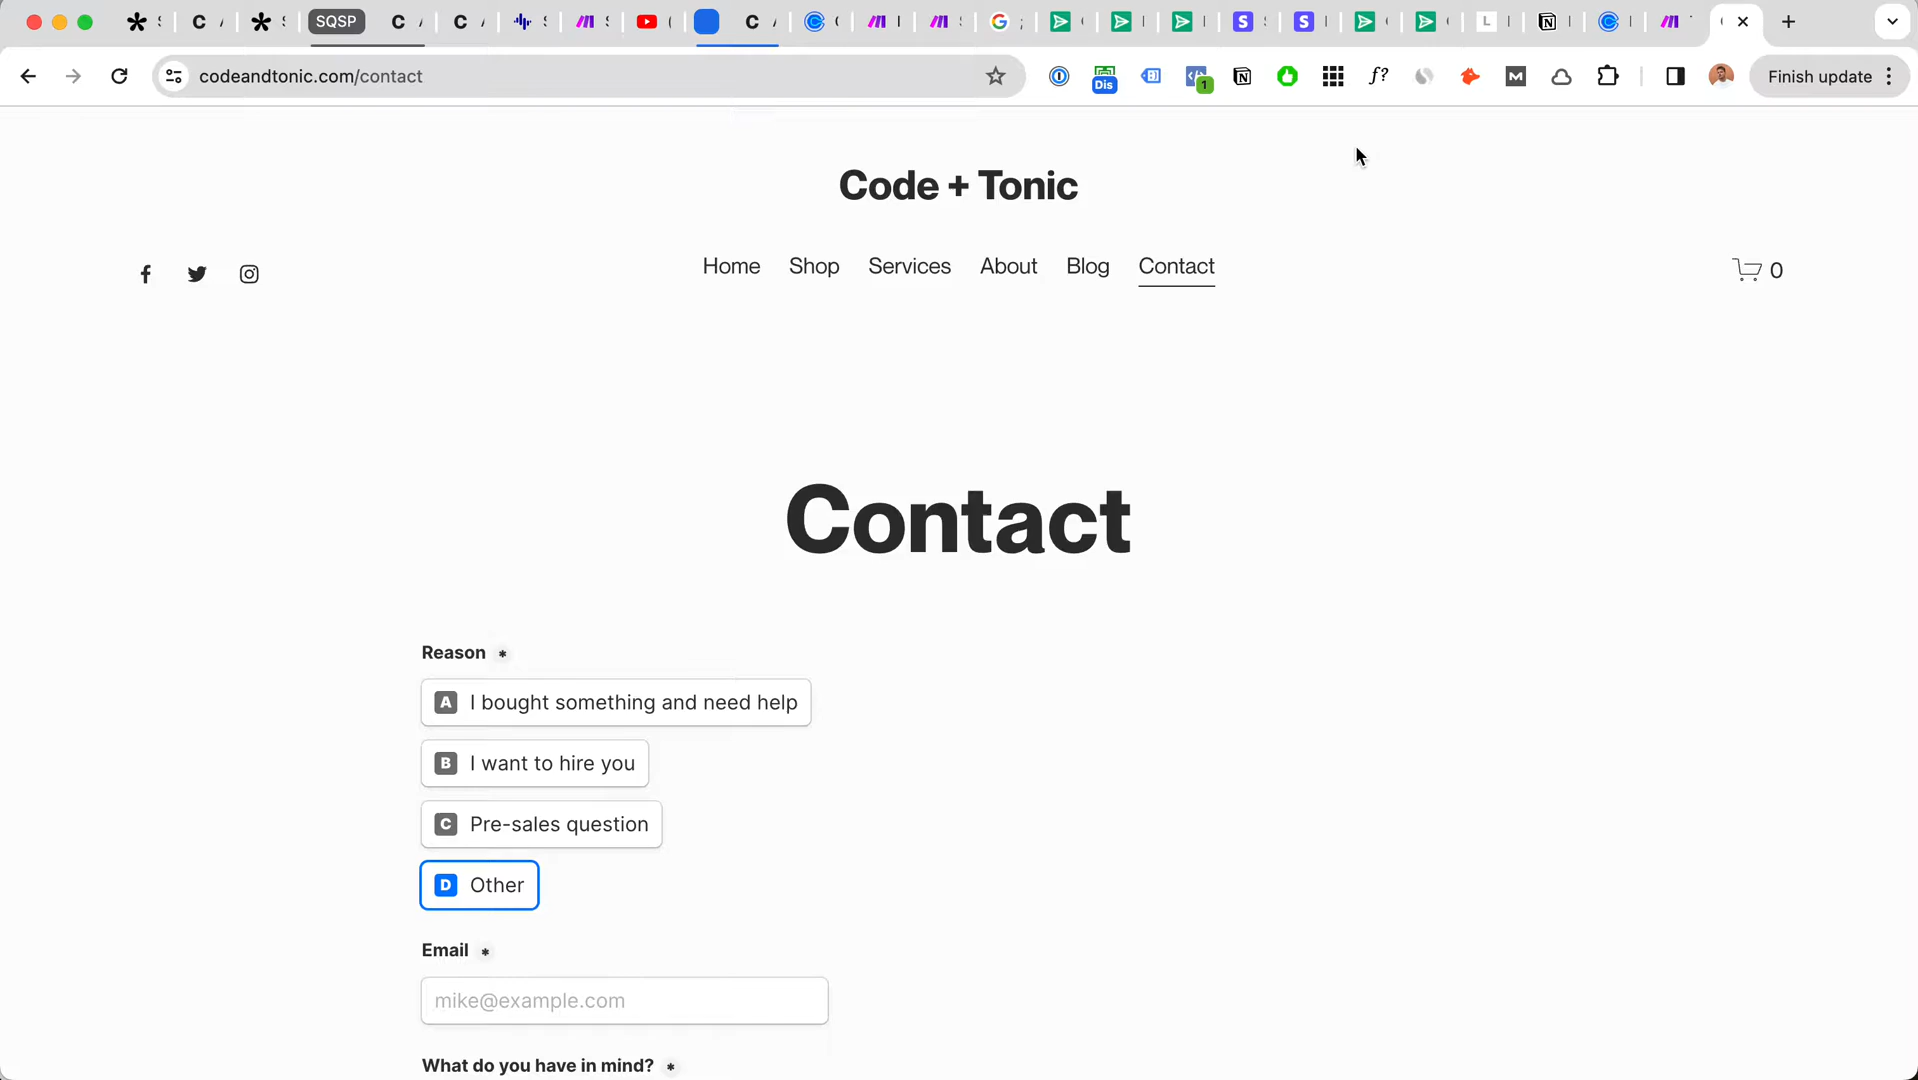 SQSP
codeandtonic.com/contact
Dis
1
f?
Finish update
Code + Tonic
Home Shop Services About Blog Contact
0
Contact
Reason *
A I bought something and need help
B I want to hire you
C Pre-sales question
D Other
Email *
mike@example.com
What do you have in mind? *